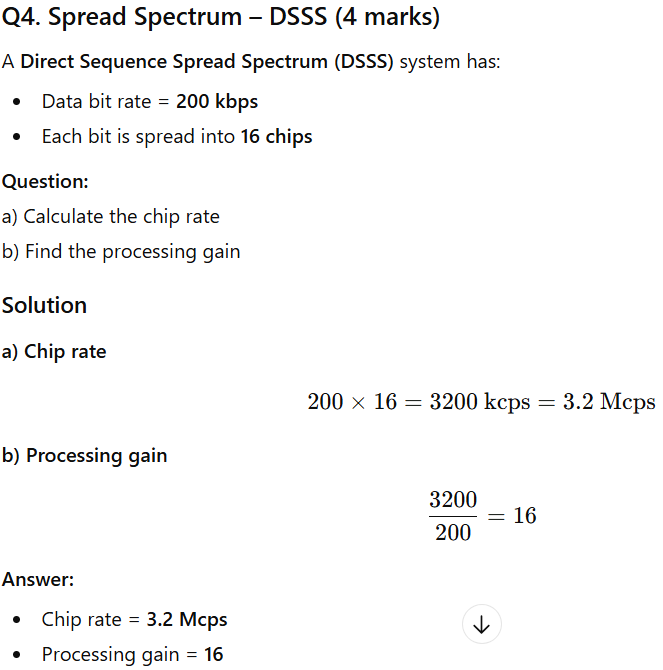 Q4. Spread Spectrum – DSSS (4 marks)
A Direct Sequence Spread Spectrum (DSSS) system has:
• Data bit rate = 200 kbps
• Each bit is spread into 16 chips
Question:
a) Calculate the chip rate
b) Find the processing gain
Solution
a) Chip rate
200 × 16 = 3200 kcps = 3.2 Mcps
b) Processing gain
3200
200
= 16
Answer:
• Chip rate = 3.2 Mcps
• Processing gain = 16